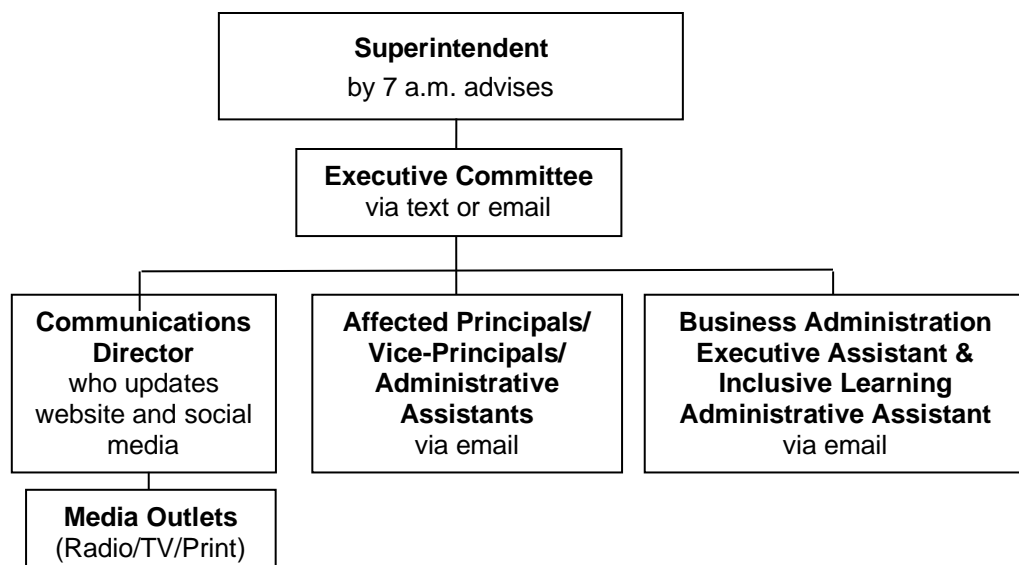 Superintendent
by 7 a.m. advises
Executive Committee
via text or email
Communications
Director
who updates
website and social
media
Affected Principals/
Vice-Principals/
Administrative
Assistants
via email
Business Administration
Executive Assistant &
Inclusive Learning
Administrative Assistant
via email
Media Outlets
(Radio/TV/Print)